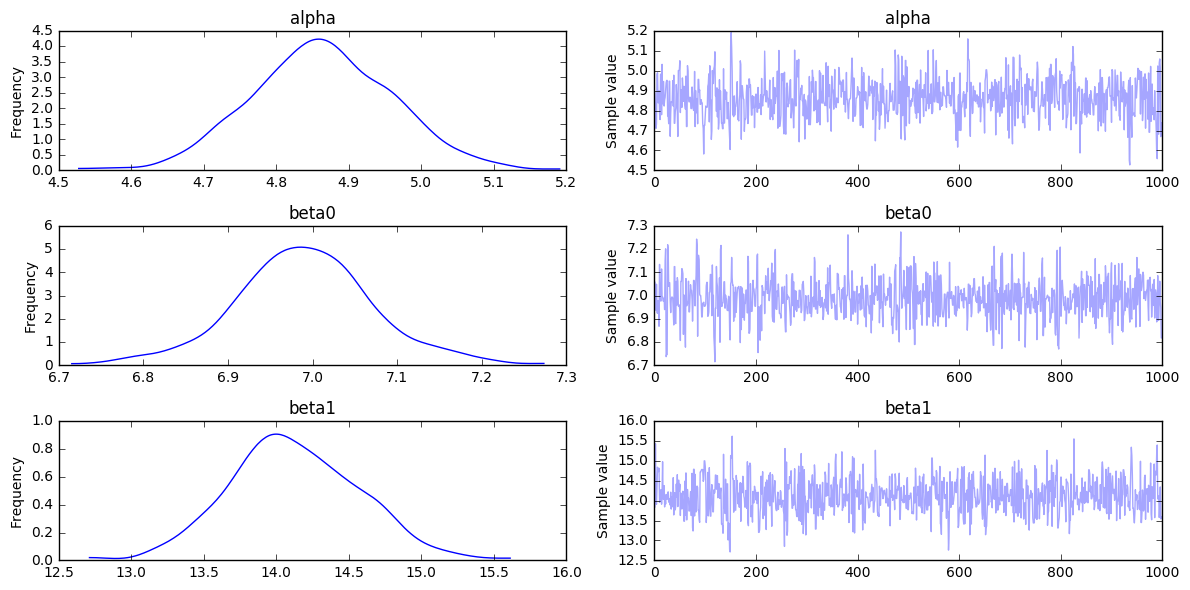 alpha
Frequency
4.5
4.0
3.5
3.0
2.5
2.0
1.5
1.0
0.5
0.0
4.5 4.6 4.7 4.8 4.9 5.0 5.1 5.2
alpha
Sample value
5.2
5.1
5.0
4.9
4.8
4.7
4.6
4.5
0 200 400 600 800 1000
beta0
Frequency
6
5
4
3
2
1
0
6.7 6.8 6.9 7.0 7.1 7.2 7.3
beta0
Sample value
7.3
7.2
7.1
7.0
6.9
6.8
6.7
0 200 400 600 800 1000
beta1
Frequency
1.0
0.8
0.6
0.4
0.2
0.0
12.5 13.0 13.5 14.0 14.5 15.0 15.5 16.0
beta1
Sample value
16.0
15.5
15.0
14.5
14.0
13.5
13.0
12.5
0 200 400 600 800 1000